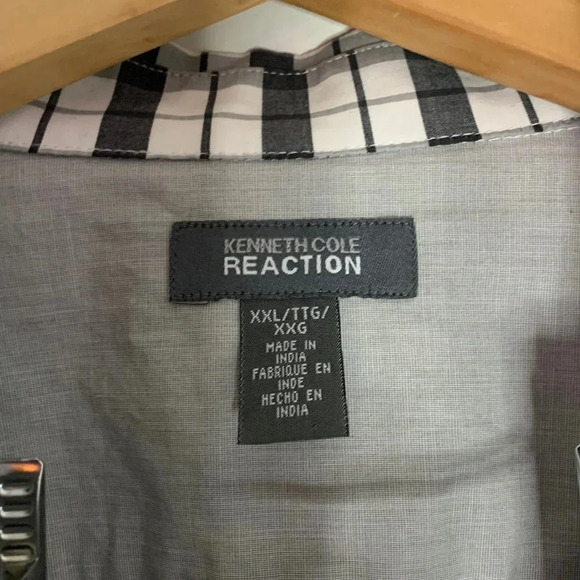 KENNETH COLE
REACTION
XXL/TTG/
XXG
MADE IN
INDIA
FABRIQUE EN
INDE
HECHO EN
INDIA